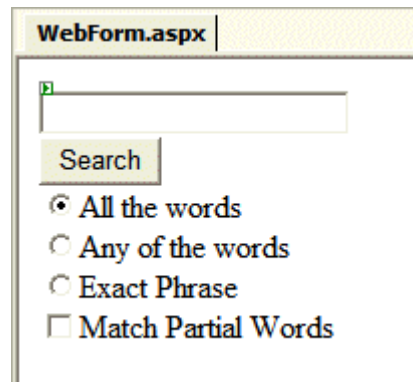 WebForm.aspx
Search
All the words
Any of the words
Exact Phrase
Match Partial Words